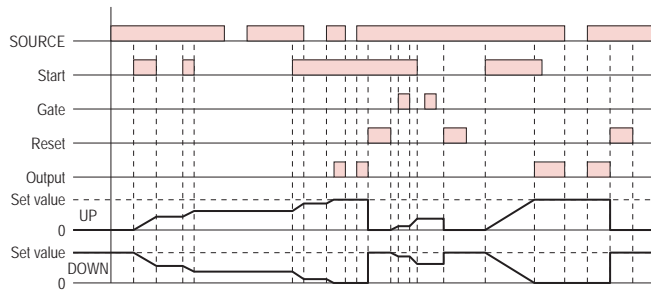 SOURCE
Start
Gate
Reset
Output
Set value
UP
0
Set value
DOWN
0